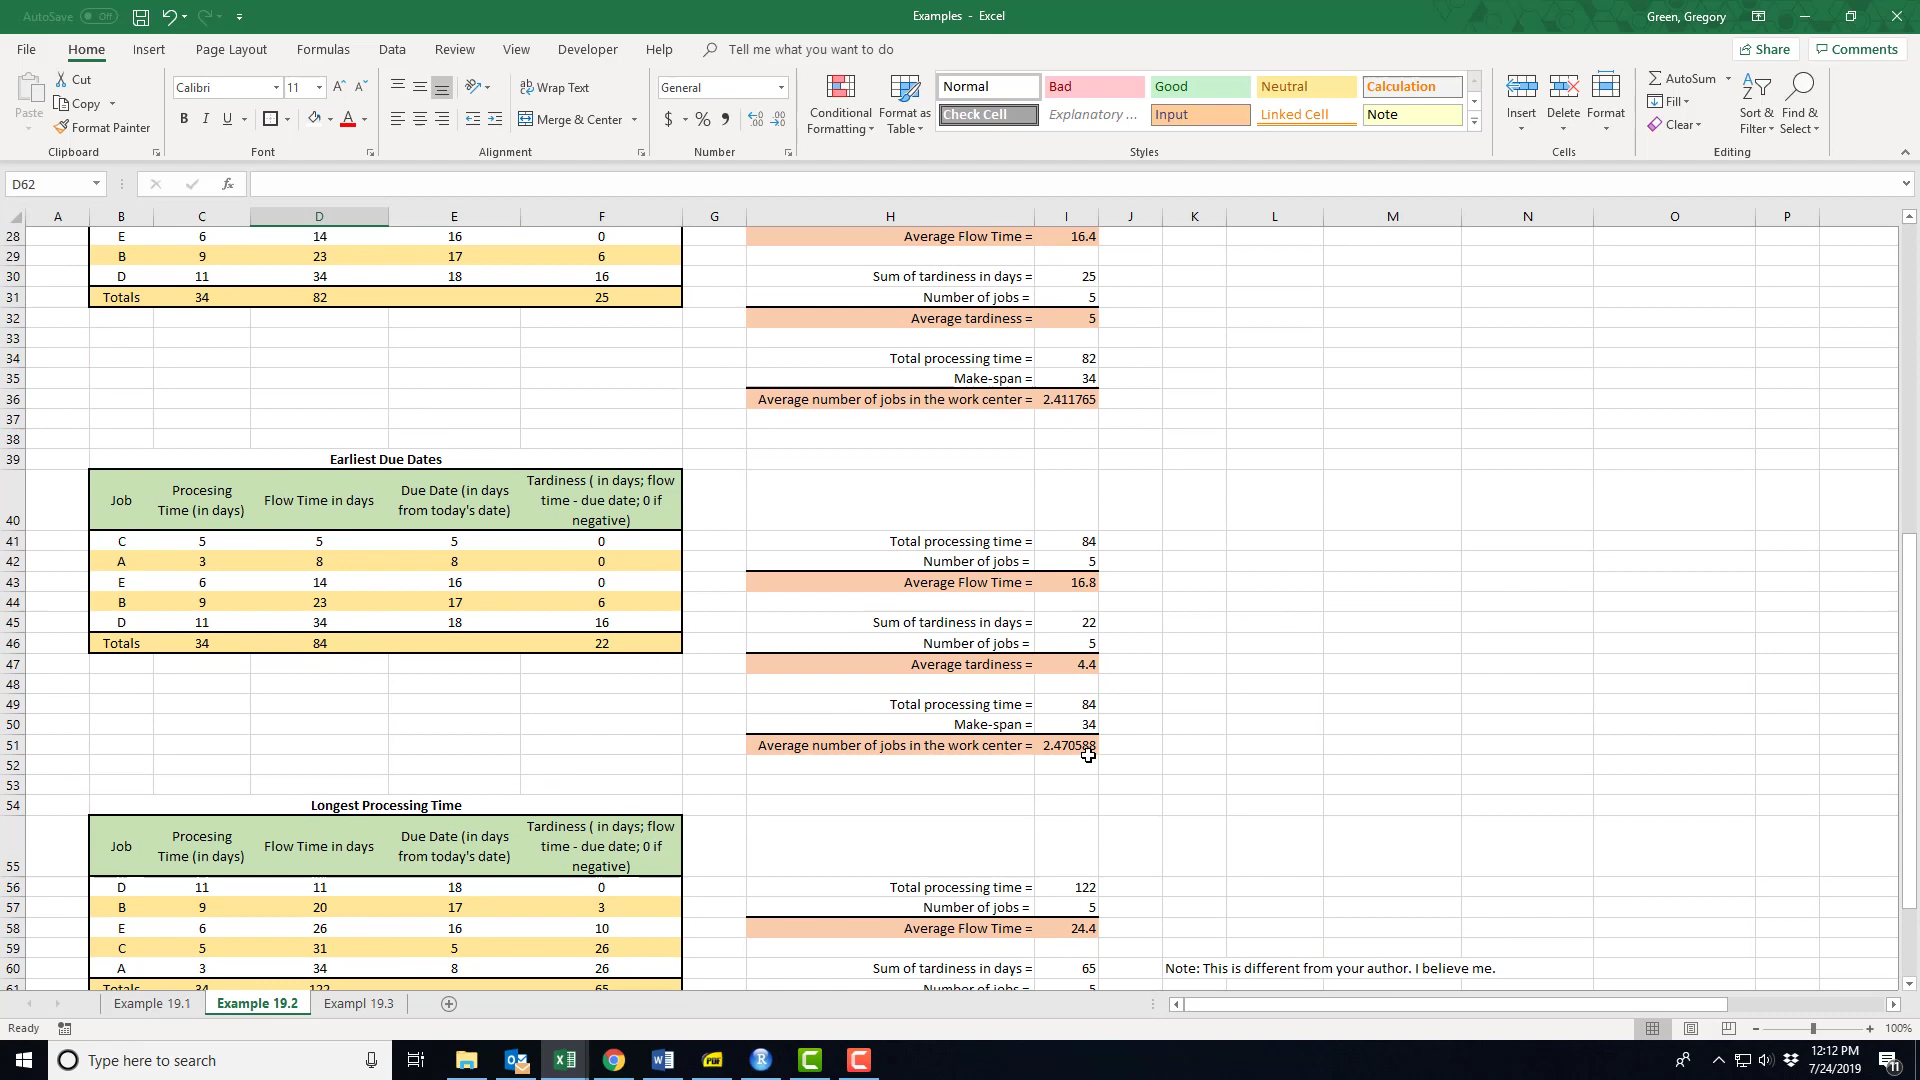 AutoSave Off
Examples - Excel
Green, Gregory
File Home Insert Page Layout Formulas Data Review View Developer Help Tell me what you want to do
Share Comments
Paste
Cut
Copy
Format Painter
Clipboard
Calibri 11
B I U
Font
Wrap Text
Merge & Center
Alignment
General
$ % ,
Number
Conditional Formatting
Format as Table
Normal Bad Good Neutral Calculation
Check Cell Explanatory ... Input Linked Cell Note
Styles
Insert Delete Format
Cells
AutoSum
Fill
Clear
Sort & Filter
Find & Select
Editing
D62
fx
A B C D E F G H I J K L M N O P
28 E 6 14 16 0 Average Flow Time = 16.4
29 B 9 23 17 6
30 D 11 34 18 16 Sum of tardiness in days = 25
31 Totals 34 82 25 Number of jobs = 5
32 Average tardiness = 5
33
34 Total processing time = 82
35 Make-span = 34
36 Average number of jobs in the work center = 2.411765
37
38
39 Earliest Due Dates
40 Job Procesing Time (in days) Flow Time in days Due Date (in days from today's date) Tardiness ( in days; flow time - due date; 0 if negative)
41 C 5 5 5 0 Total processing time = 84
42 A 3 8 8 0 Number of jobs = 5
43 E 6 14 16 0 Average Flow Time = 16.8
44 B 9 23 17 6
45 D 11 34 18 16 Sum of tardiness in days = 22
46 Totals 34 84 22 Number of jobs = 5
47 Average tardiness = 4.4
48
49 Total processing time = 84
50 Make-span = 34
51 Average number of jobs in the work center = 2.470588
52
53
54 Longest Processing Time
55 Job Procesing Time (in days) Flow Time in days Due Date (in days from today's date) Tardiness ( in days; flow time - due date; 0 if negative)
56 D 11 11 18 0 Total processing time = 122
57 B 9 20 17 3 Number of jobs = 5
58 E 6 26 16 10 Average Flow Time = 24.4
59 C 5 31 5 26
60 A 3 34 8 26 Sum of tardiness in days = 65 Note: This is different from your author. I believe me.
61 Totals 34 122 65 Number of jobs = 5
Example 19.1 Example 19.2 Exampl 19.3
Ready
100%
Type here to search
12:12 PM
7/24/2019
11